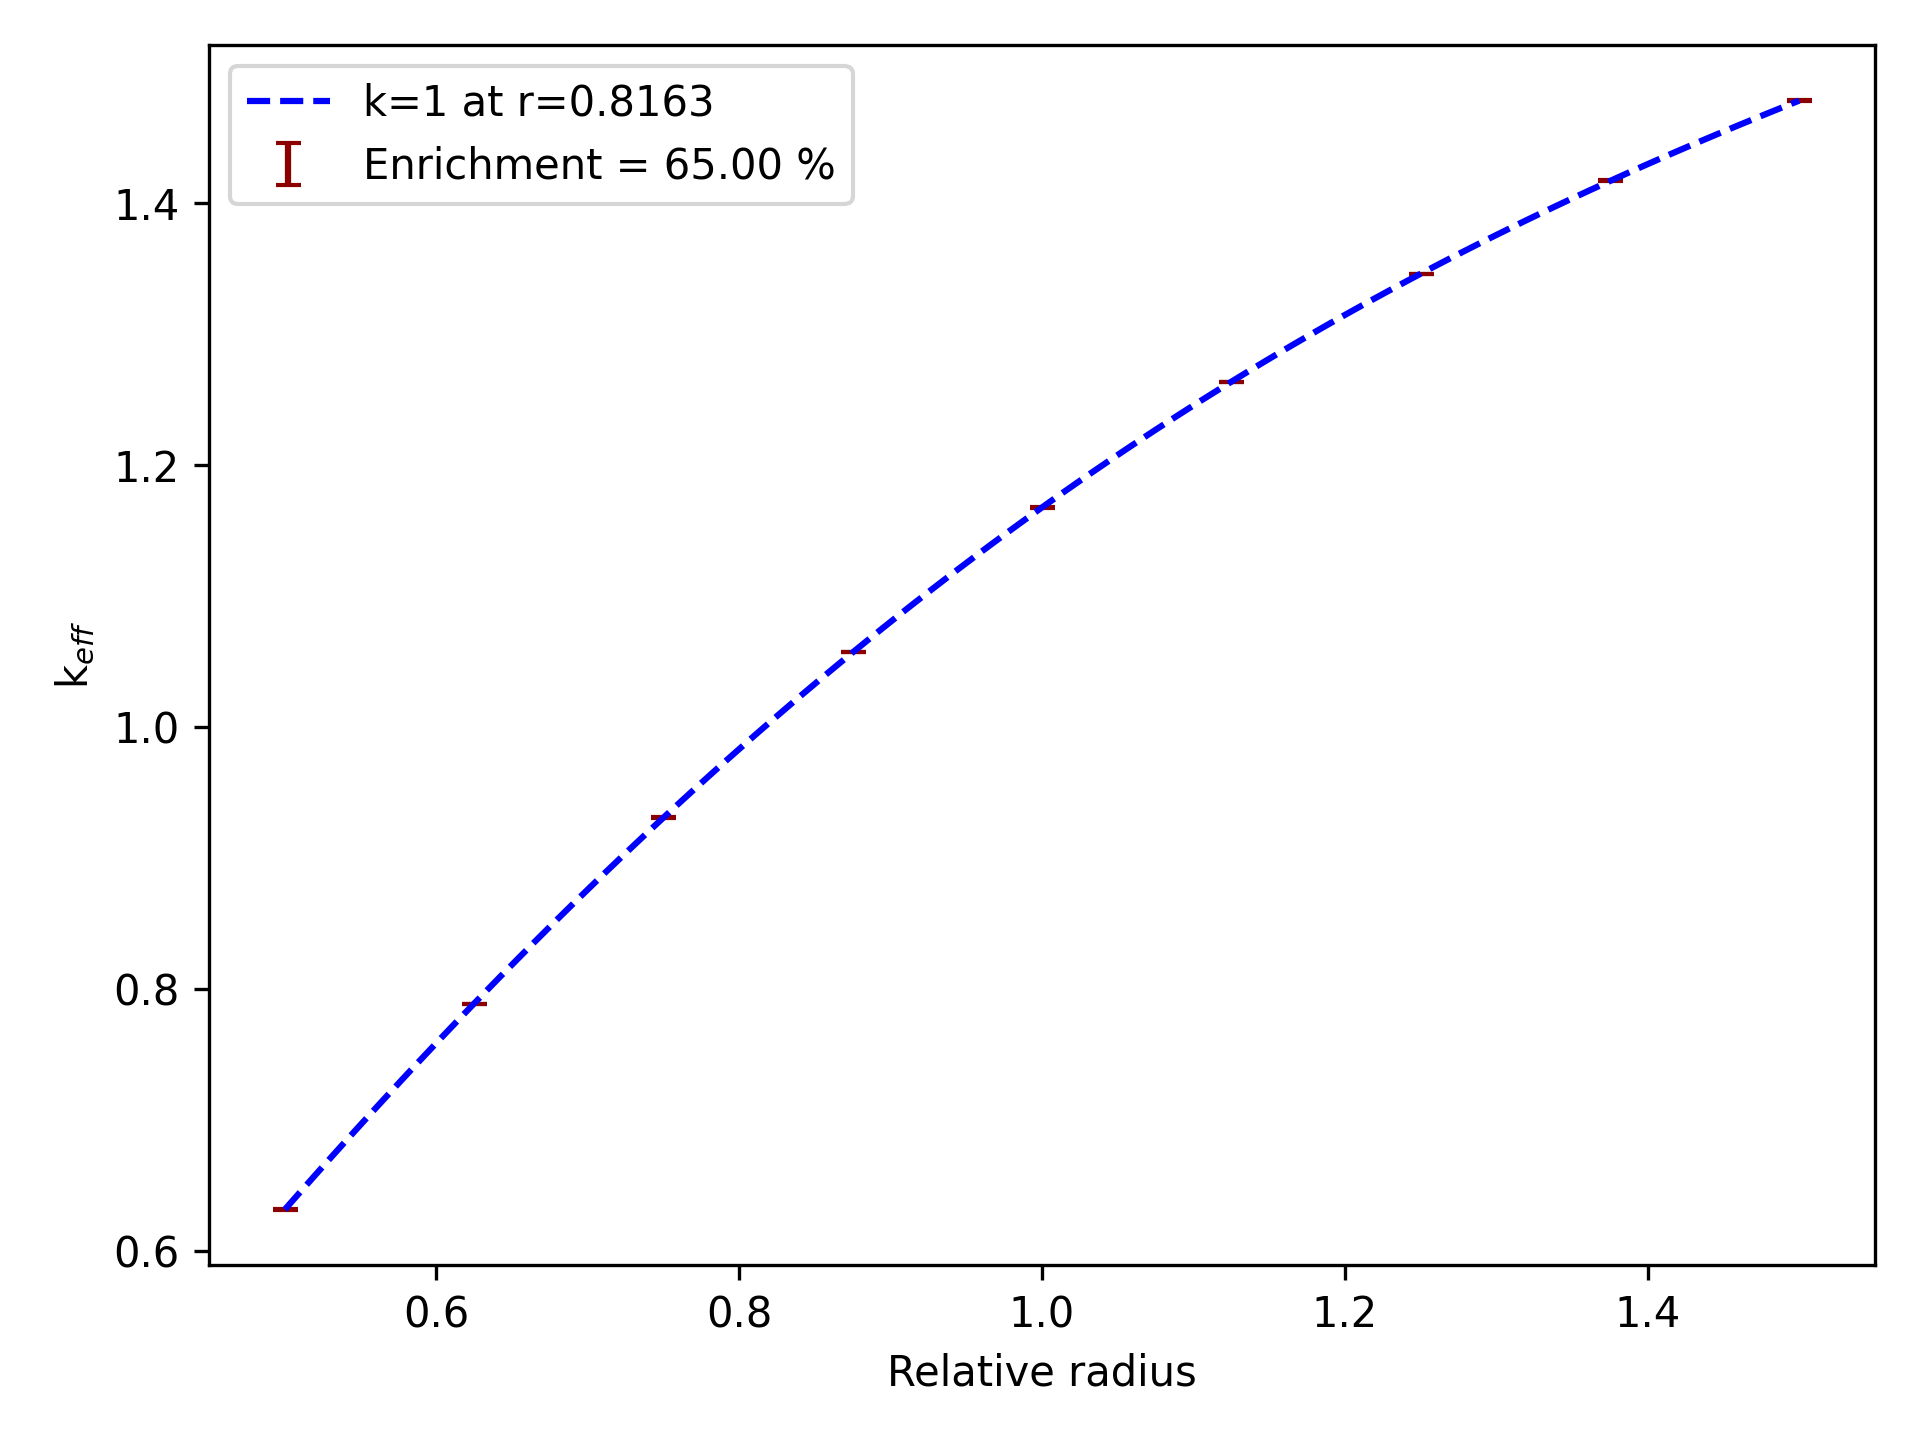 k=1 at r=0.8163
Enrichment = 65.00 %
1.4
1.2
1.0
0.8
0.6
keff
0.6 0.8 1.0 1.2 1.4
Relative radius